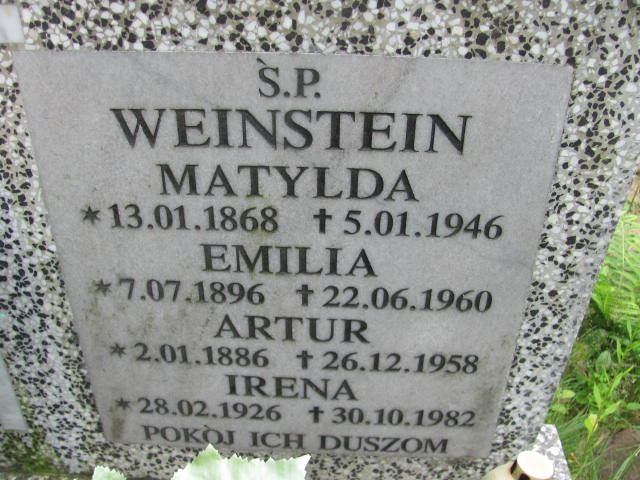 Ś.P.
WEINSTEIN
MATYLDA
* 13.01.1868 † 5.01.1946
EMILIA
* 7.07.1896 † 22.06.1960
ARTUR
* 2.01.1886 † 26.12.1958
IRENA
* 28.02.1926 † 30.10.1982
POKÓJ ICH DUSZOM